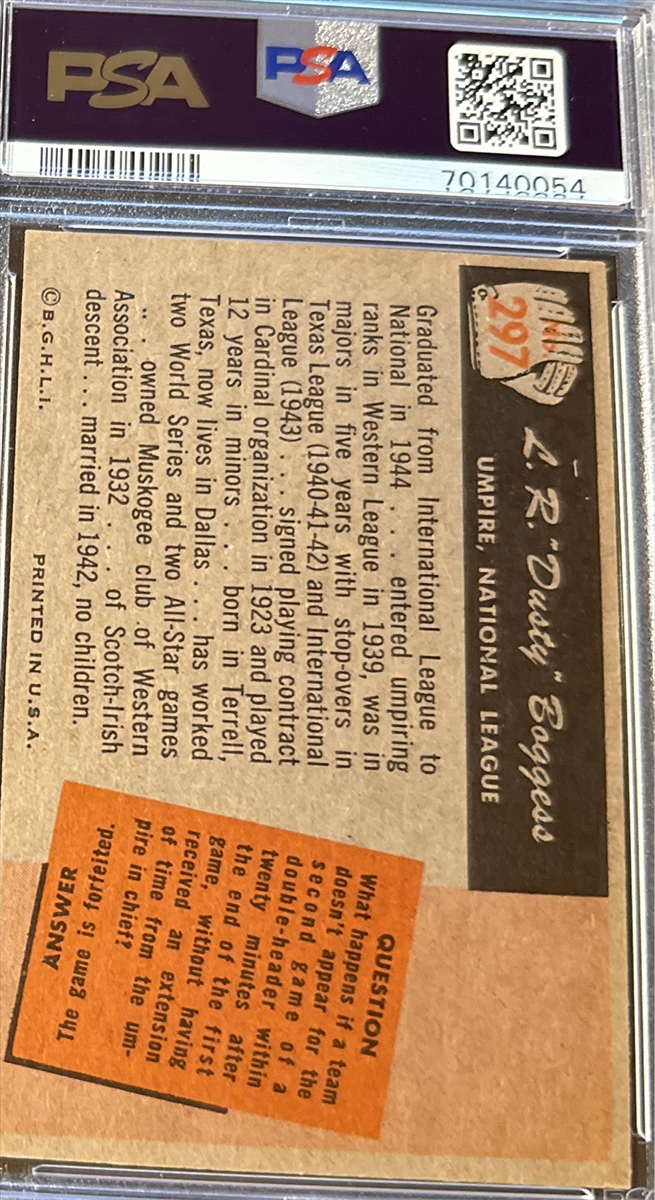 PSA
PSA
70140054
No 297
L. R. "Dusty" Boggess
UMPIRE, NATIONAL LEAGUE
Graduated from International League to
National in 1944 . . . entered umpiring
ranks in Western League in 1939, was in
majors in five years with stop-overs in
Texas League (1940-41-42) and International
League (1943) . . . signed playing contract
in Cardinal organization in 1923 and played
12 years in minors . . . born in Terrell,
Texas, now lives in Dallas . . . has worked
two World Series and two All-Star games
. . . owned Muskogee club of Western
Association in 1932 . . . of Scotch-Irish
descent . . . married in 1942, no children.
© B.G.H.L.I.
PRINTED IN U.S.A.
QUESTION
What happens if a team
doesn't appear for the
second game of a
double-header within
twenty minutes after
the end of the first
game, without having
received an extension
of time from the um-
pire in chief?
ANSWER
The game is forfeited.